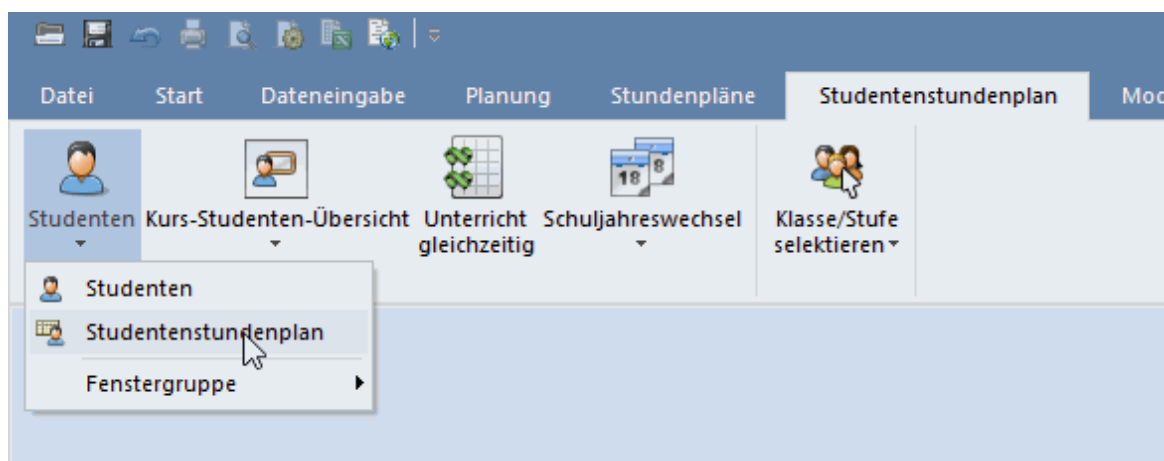 Datei Start Dateneingabe Planung Stundenpläne Studentenstundenplan
18 8
Studenten Kurs-Studenten-Übersicht Unterricht Schuljahreswechsel Klasse/Stufe
gleichzeitig selektieren
Studenten
Studentenstundenplan
Fenstergruppe